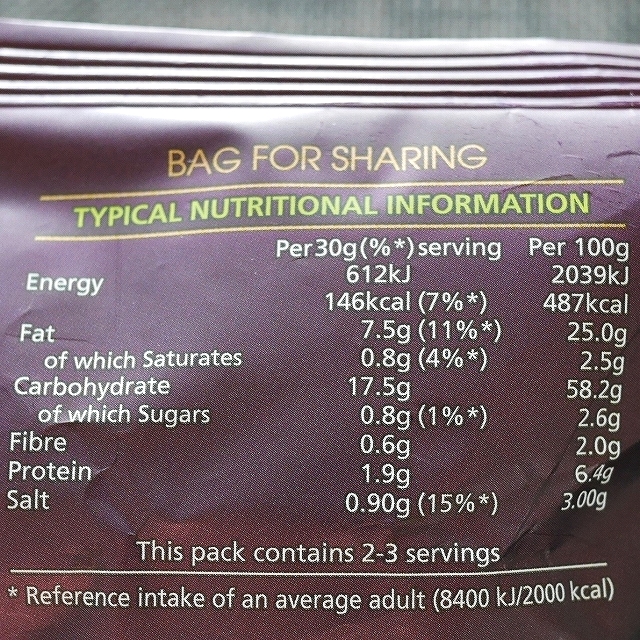 BAG FOR SHARING
TYPICAL NUTRITIONAL INFORMATION
Per 30g (%*) serving Per 100g
Energy 612kJ 2039kJ
146kcal (7%*) 487kcal
Fat 7.5g (11%*) 25.0g
of which Saturates 0.8g (4%*) 2.5g
Carbohydrate 17.5g 58.2g
of which Sugars 0.8g (1%*) 2.6g
Fibre 0.6g 2.0g
Protein 1.9g 6.4g
Salt 0.90g (15%*) 3.00g
This pack contains 2-3 servings
* Reference intake of an average adult (8400 kJ/2000 kcal)